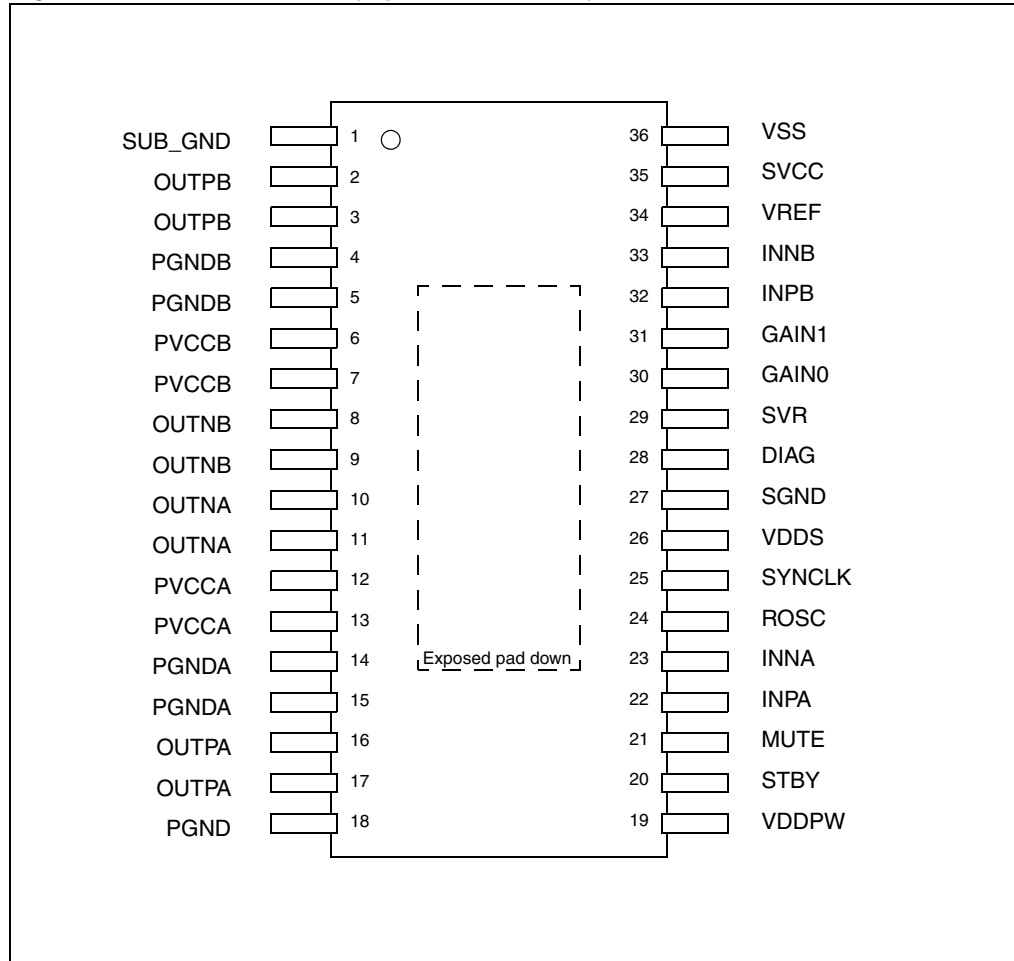 SUB_GND 1 36 VSS
OUTPB 2 35 SVCC
OUTPB 3 34 VREF
PGNDB 4 33 INNB
PGNDB 5 32 INPB
PVCCB 6 31 GAIN1
PVCCB 7 30 GAIN0
OUTNB 8 29 SVR
OUTNB 9 28 DIAG
OUTNA 10 27 SGND
OUTNA 11 26 VDDS
PVCCA 12 25 SYNCLK
PVCCA 13 24 ROSC
PGNDA 14 Exposed pad down 23 INNA
PGNDA 15 22 INPA
OUTPA 16 21 MUTE
OUTPA 17 20 STBY
PGND 18 19 VDDPW